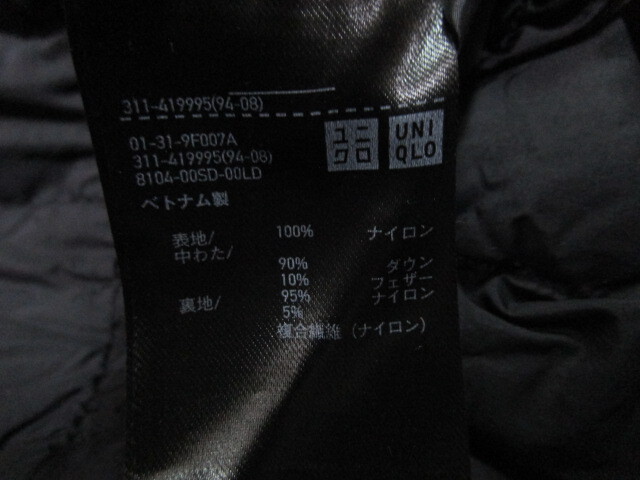 311-419995(94-08)
01-31-9F007A
311-419995(94-08)
8104-00SD-00LD
ユニ
クロ
UNI
QLO
ベトナム製
表地/ 100% ナイロン
中わた/
90% ダウン
10% フェザー
裏地/ 95% ナイロン
5%
複合繊維 (ナイロン)